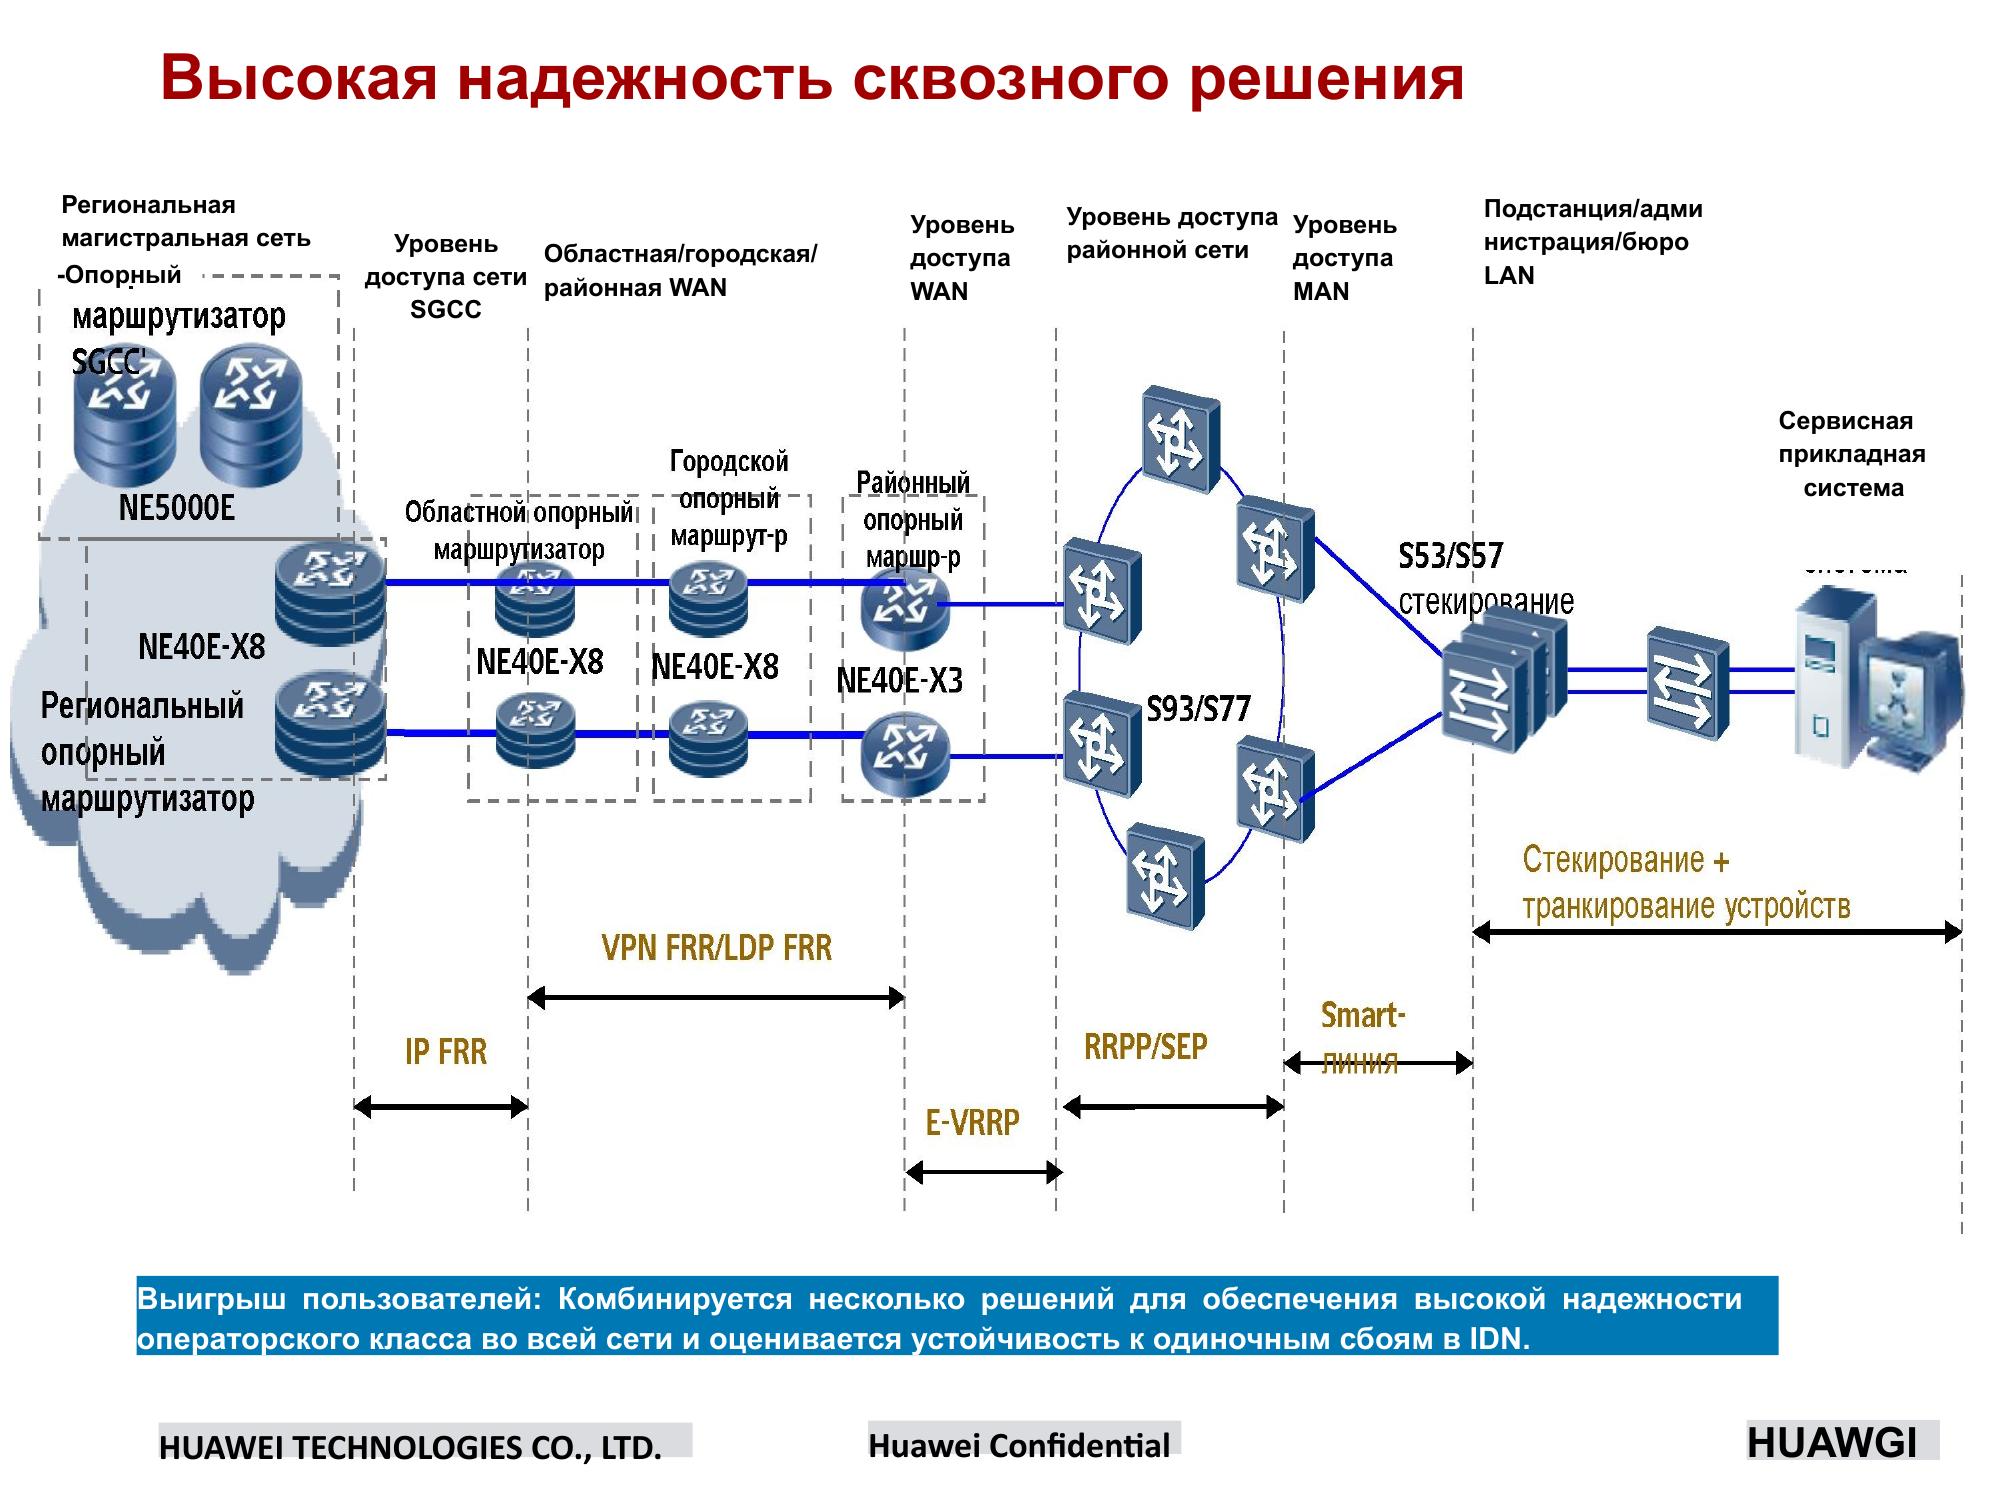 Высокая надежность сквозного решения
Региональная
магистральная сеть
-Опорный
маршрутизатор
SGCC'
Уровень
доступа сети
SGCC
Областная/городская/
районная WAN
Уровень
доступа
WAN
Уровень доступа
районной сети
Уровень
доступа
MAN
Подстанция/адми
нистрация/бюро
LAN
Сервисная
прикладная
система
NE5000E
Областной опорный
маршрутизатор
Городской
опорный
маршрут-р
Районный
опорный
маршр-р
S53/S57
стекирование
NE40E-X8
NE40E-X8
NE40E-X8
NE40E-X3
S93/S77
Региональный
опорный
маршрутизатор
Стекирование +
транкирование устройств
VPN FRR/LDP FRR
IP FRR
RRPP/SEP
Smart-
линия
E-VRRP
Выигрыш пользователей: Комбинируется несколько решений для обеспечения высокой надежности
операторского класса во всей сети и оценивается устойчивость к одиночным сбоям в IDN.
HUAWEI TECHNOLOGIES CO., LTD.
Huawei Confidential
HUAWGI